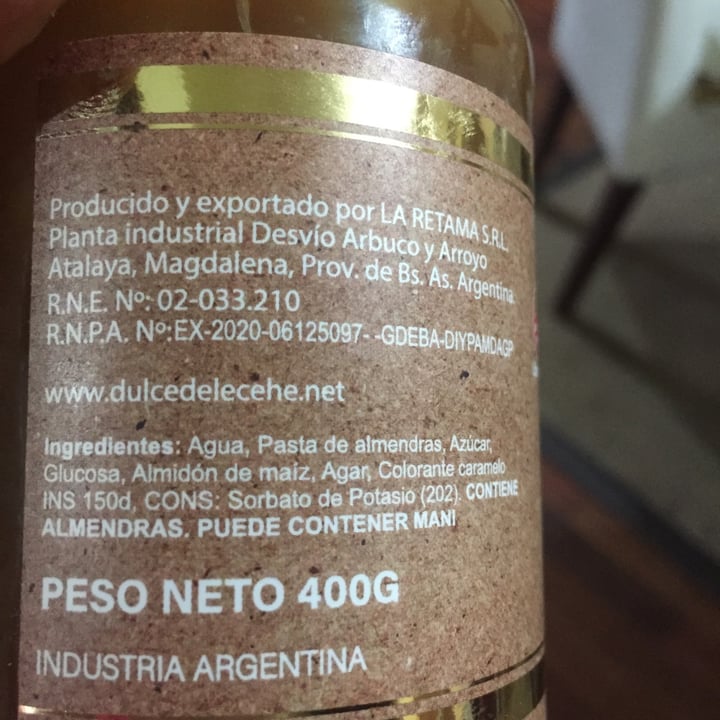 Producido y exportado por LA RETAMA S.R.L.
Planta industrial Desvío Arbuco y Arroyo
Atalaya, Magdalena, Prov. de Bs. As. Argentina
R.N.E. Nº: 02-033.210
R.N.P.A. Nº:EX-2020-06125097- -GDEBA-DIYPAMDAGP
www.dulcedelecehe.net
Ingredientes: Agua, Pasta de almendras, Azúcar,
Glucosa, Almidón de maiz, Agar, Colorante caramelo
INS 150d, CONS: Sorbato de Potasio (202). CONTIENE
ALMENDRAS. PUEDE CONTENER MANI
PESO NETO 400G
INDUSTRIA ARGENTINA